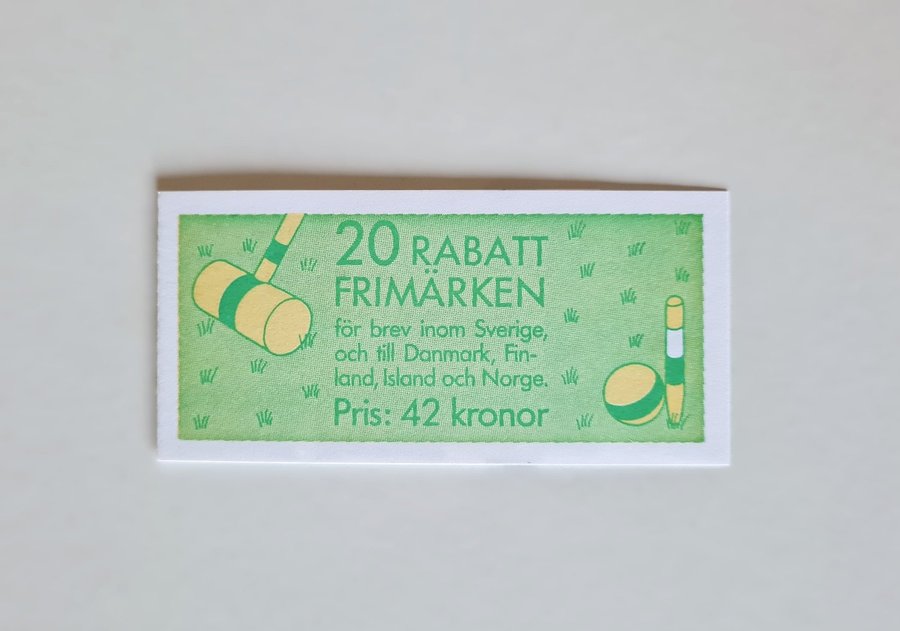 20 RABATT
FRIMÄRKEN
för brev inom Sverige,
och till Danmark, Fin-
land, Island och Norge.
Pris: 42 kronor